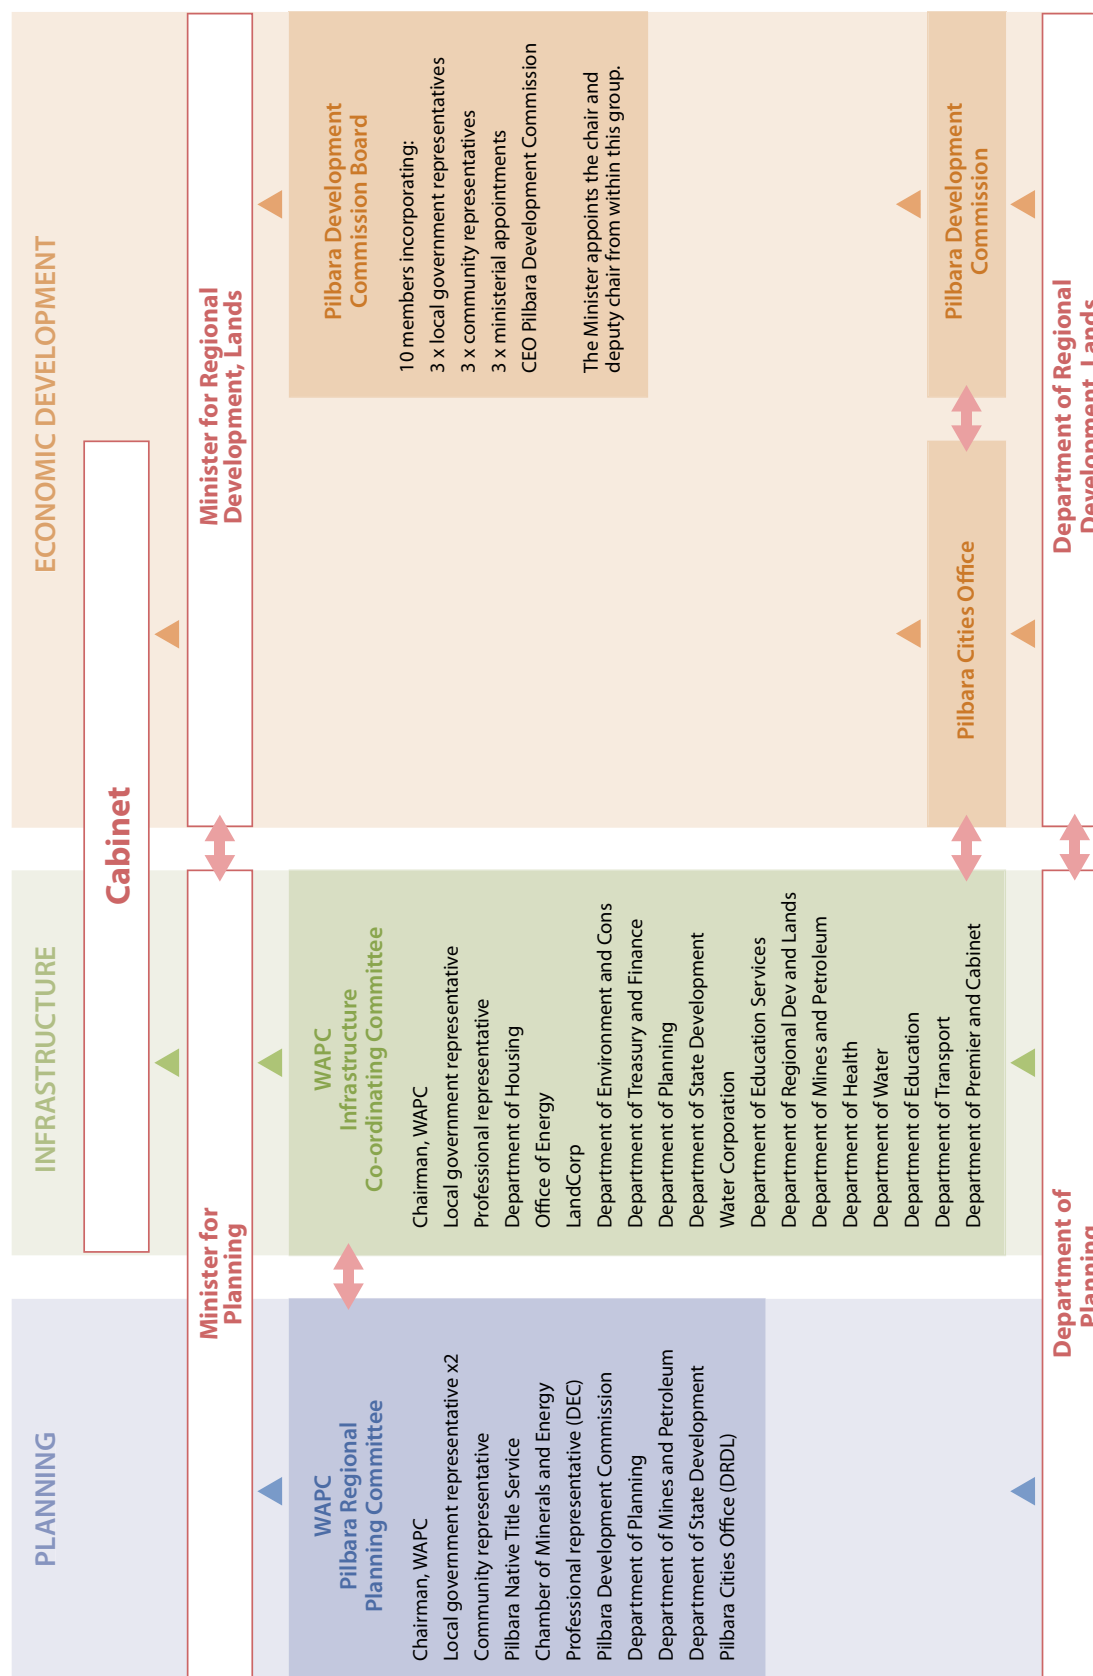 PLANNING
INFRASTRUCTURE
ECONOMIC DEVELOPMENT
Cabinet
Minister for
Planning
Minister for Regional
Development, Lands
WAPC
Pilbara Regional
Planning Committee
Chairman, WAPC
Local government representative x2
Community representative
Pilbara Native Title Service
Chamber of Minerals and Energy
Professional representative (DEC)
Pilbara Development Commission
Department of Planning
Department of Mines and Petroleum
Department of State Development
Pilbara Cities Office (DRDL)
WAPC
Infrastructure
Co-ordinating Committee
Chairman, WAPC
Local government representative
Professional representative
Department of Housing
Office of Energy
LandCorp
Department of Environment and Cons
Department of Treasury and Finance
Department of Planning
Department of State Development
Water Corporation
Department of Education Services
Department of Regional Dev and Lands
Department of Mines and Petroleum
Department of Health
Department of Water
Department of Education
Department of Transport
Department of Premier and Cabinet
Pilbara Development
Commission Board
10 members incorporating:
3 x local government representatives
3 x community representatives
3 x ministerial appointments
CEO Pilbara Development Commission
The Minister appoints the chair and
deputy chair from within this group.
Pilbara Cities Office
Pilbara Development
Commission
Department of
Planning
Department of Regional
Development, Lands